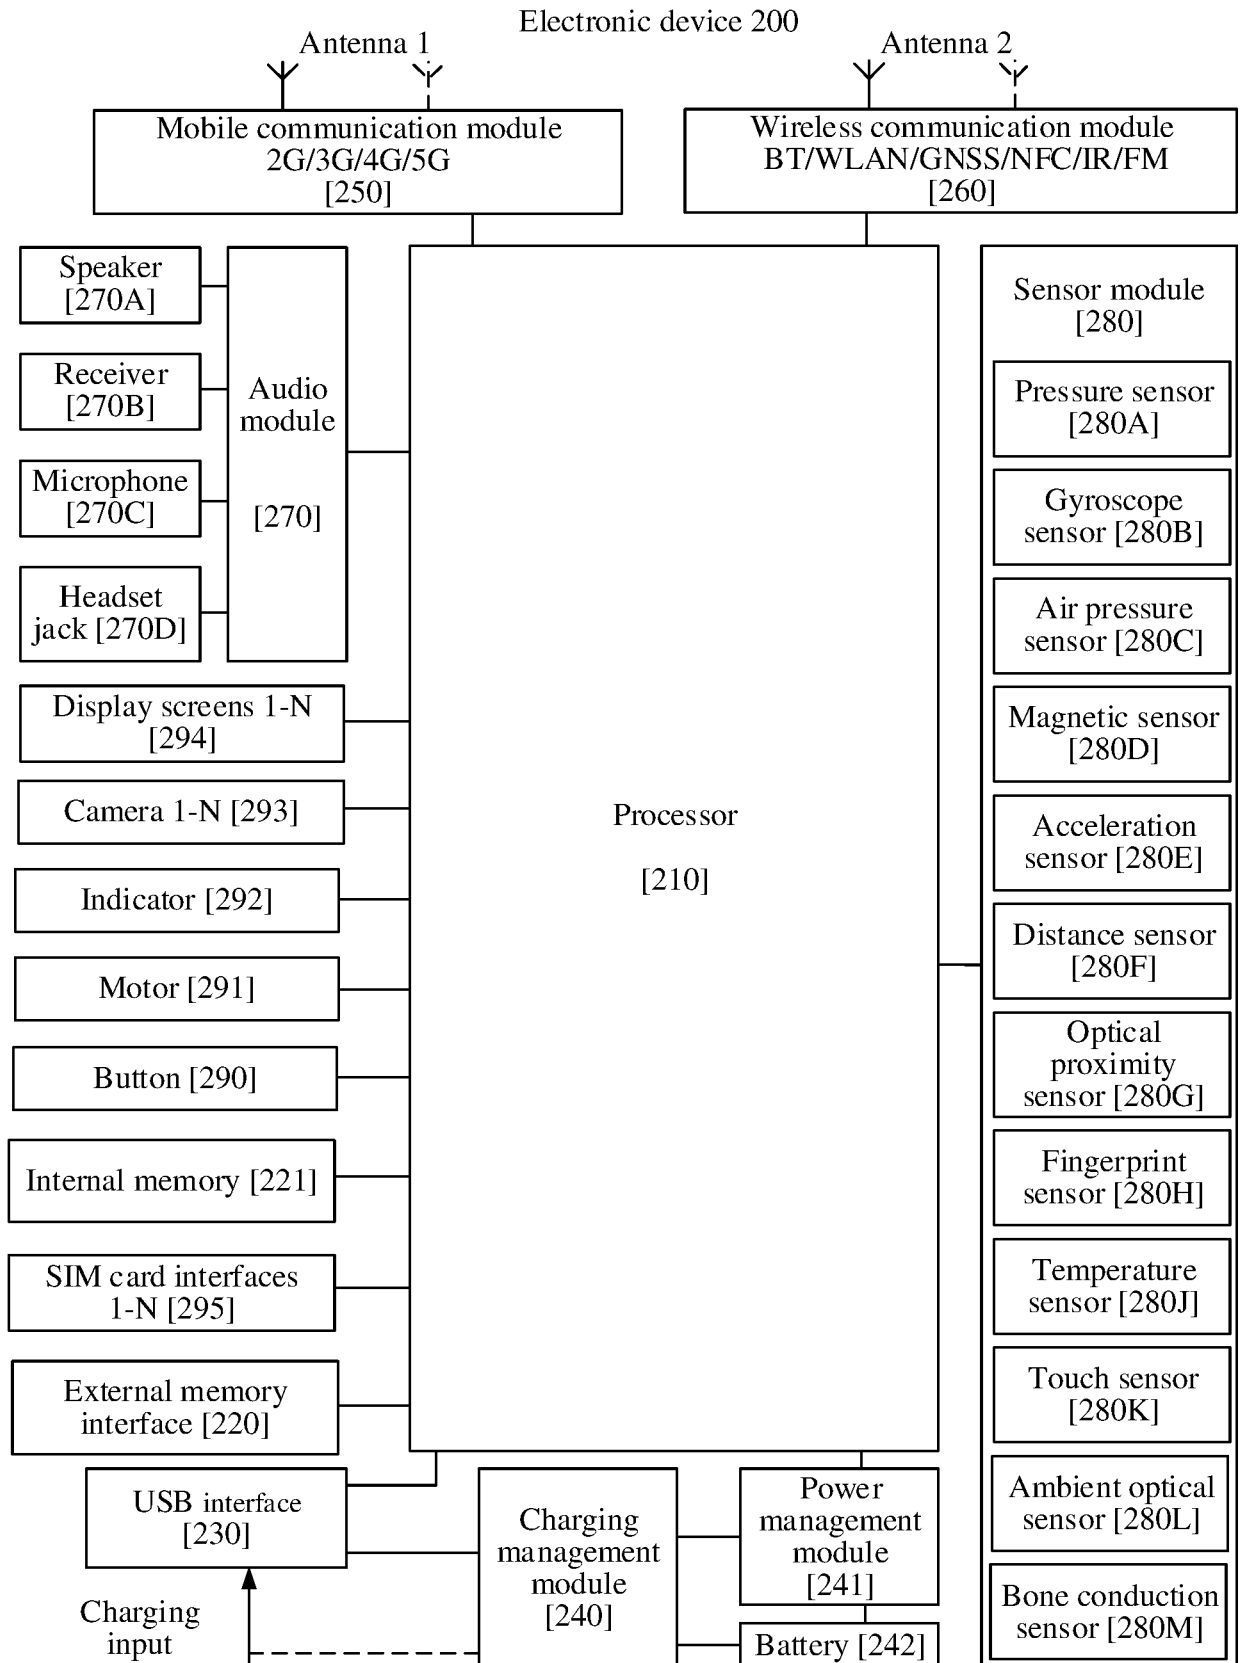 Electronic device 200
Antenna 1
Antenna 2
Mobile communication module
2G/3G/4G/5G
[250]
Wireless communication module
BT/WLAN/GNSS/NFC/IR/FM
[260]
Speaker
[270A]
Receiver
[270B]
Microphone
[270C]
Headset
jack [270D]
Audio
module
[270]
Display screens 1-N
[294]
Camera 1-N [293]
Indicator [292]
Motor [291]
Button [290]
Internal memory [221]
SIM card interfaces
1-N [295]
External memory
interface [220]
USB interface
[230]
Charging
input
Processor
[210]
Charging
management
module
[240]
Power
management
module
[241]
Battery [242]
Sensor module
[280]
Pressure sensor
[280A]
Gyroscope
sensor [280B]
Air pressure
sensor [280C]
Magnetic sensor
[280D]
Acceleration
sensor [280E]
Distance sensor
[280F]
Optical
proximity
sensor [280G]
Fingerprint
sensor [280H]
Temperature
sensor [280J]
Touch sensor
[280K]
Ambient optical
sensor [280L]
Bone conduction
sensor [280M]